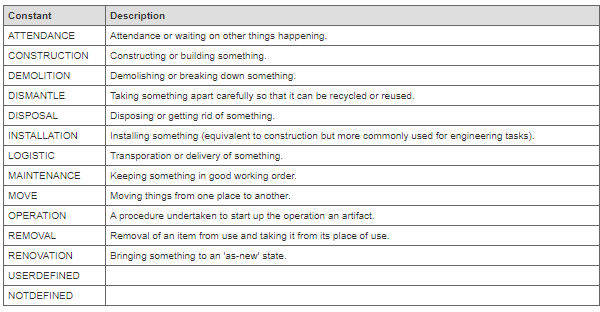 Constant Description
ATTENDANCE Attendance or waiting on other things happening.
CONSTRUCTION Constructing or building something.
DEMOLITION Demolishing or breaking down something.
DISMANTLE Taking something apart carefully so that it can be recycled or reused.
DISPOSAL Disposing or getting rid of something.
INSTALLATION Installing something (equivalent to construction but more commonly used for engineering tasks).
LOGISTIC Transporation or delivery of something.
MAINTENANCE Keeping something in good working order.
MOVE Moving things from one place to another.
OPERATION A procedure undertaken to start up the operation an artifact.
REMOVAL Removal of an item from use and taking it from its place of use.
RENOVATION Bringing something to an 'as-new' state.
USERDEFINED
NOTDEFINED